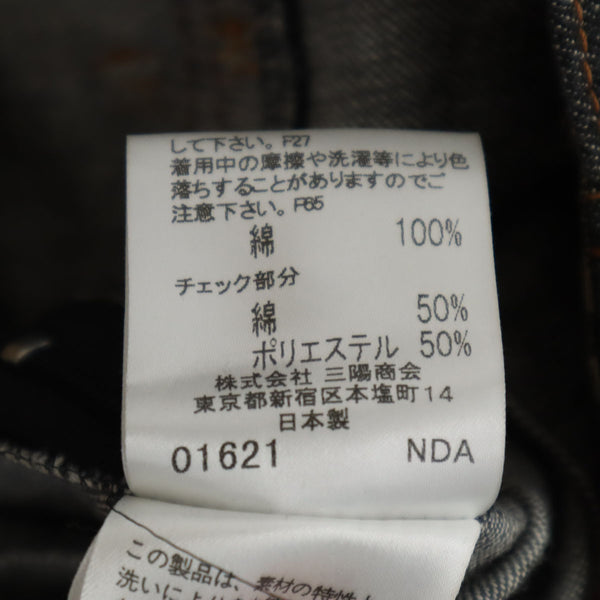 して下さい。F27
着用中の摩擦や洗濯等により色
落ちすることがありますのでご
注意下さい。F65
綿 100%
チェック部分
綿 50%
ポリエステル 50%
株式会社 三陽商会
東京都新宿区本塩町14
日本製
01621 NDA
この製品は、素材の特性
洗いにより